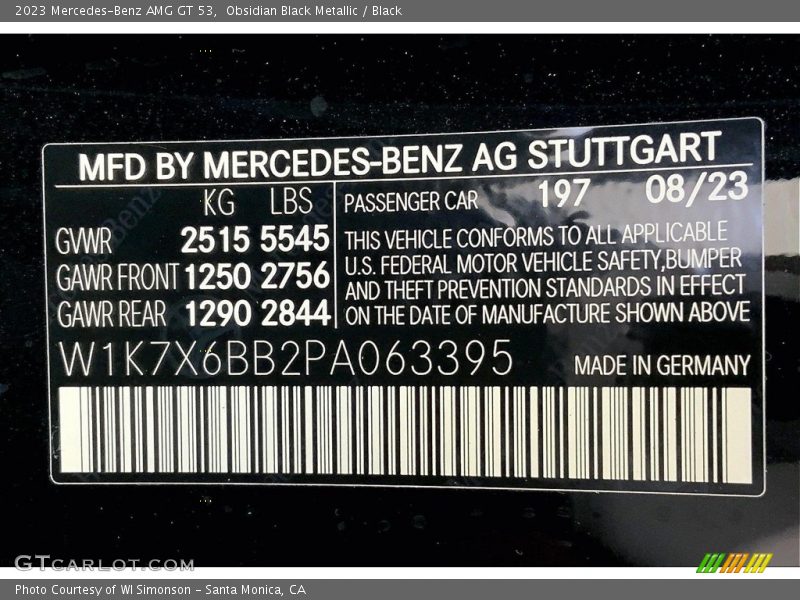 2023 Mercedes-Benz AMG GT 53,  Obsidian Black Metallic / Black
MFD BY MERCEDES-BENZ AG STUTTGART
KG LBS
GVWR 2515 5545
GAWR FRONT 1250 2756
GAWR REAR 1290 2844
PASSENGER CAR 197 08/23
THIS VEHICLE CONFORMS TO ALL APPLICABLE
U.S. FEDERAL MOTOR VEHICLE SAFETY,BUMPER
AND THEFT PREVENTION STANDARDS IN EFFECT
ON THE DATE OF MANUFACTURE SHOWN ABOVE
W1K7X6BB2PA063395
MADE IN GERMANY
GTCARLOT.COM
Photo Courtesy of WI Simonson - Santa Monica, CA